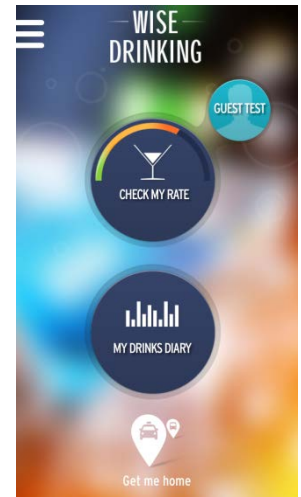 WISE
DRINKING
GUEST TEST
CHECK MY RATE
MY DRINKS DIARY
Get me home